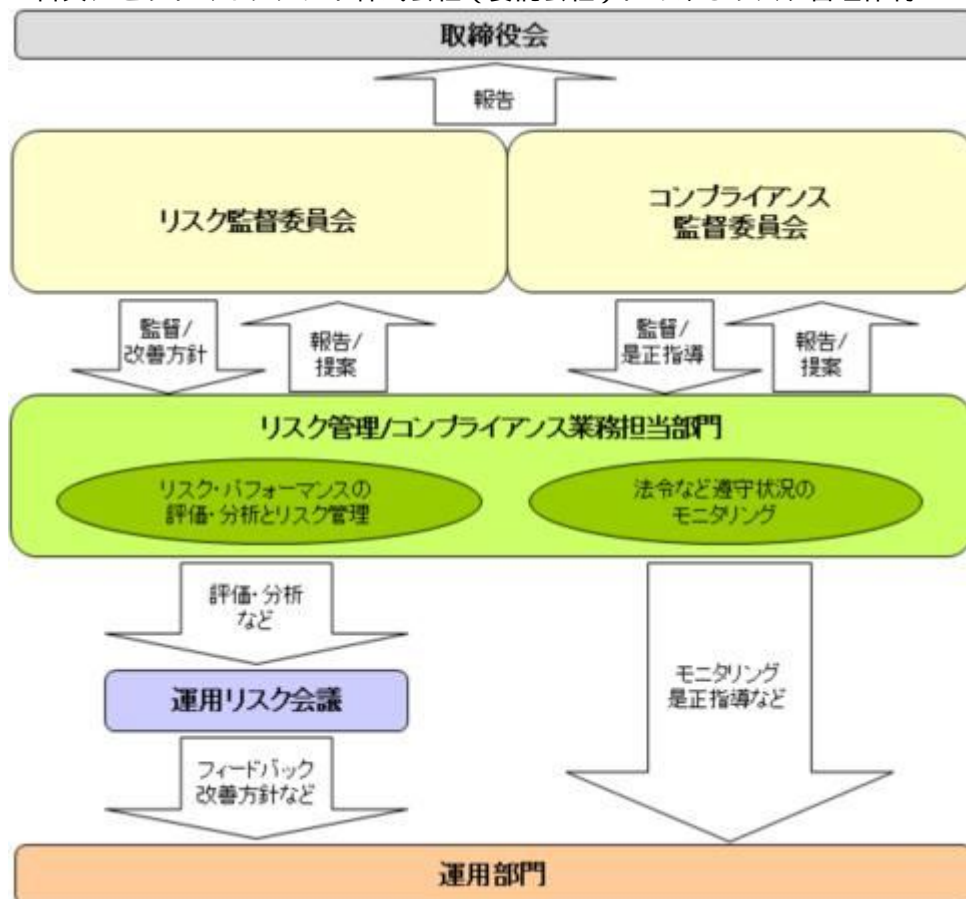 取締役会
報告
リスク監督委員会
コンプライアンス
監督委員会
監督/
改善方針
報告/
提案
監督/
是正指導
報告/
提案
リスク管理/コンプライアンス業務担当部門
リスク・パフォーマンスの
評価・分析とリスク管理
法令など遵守状況の
モニタリング
評価・分析
など
運用リスク会議
モニタリング
是正指導など
フィードバック
改善方針など
運用部門